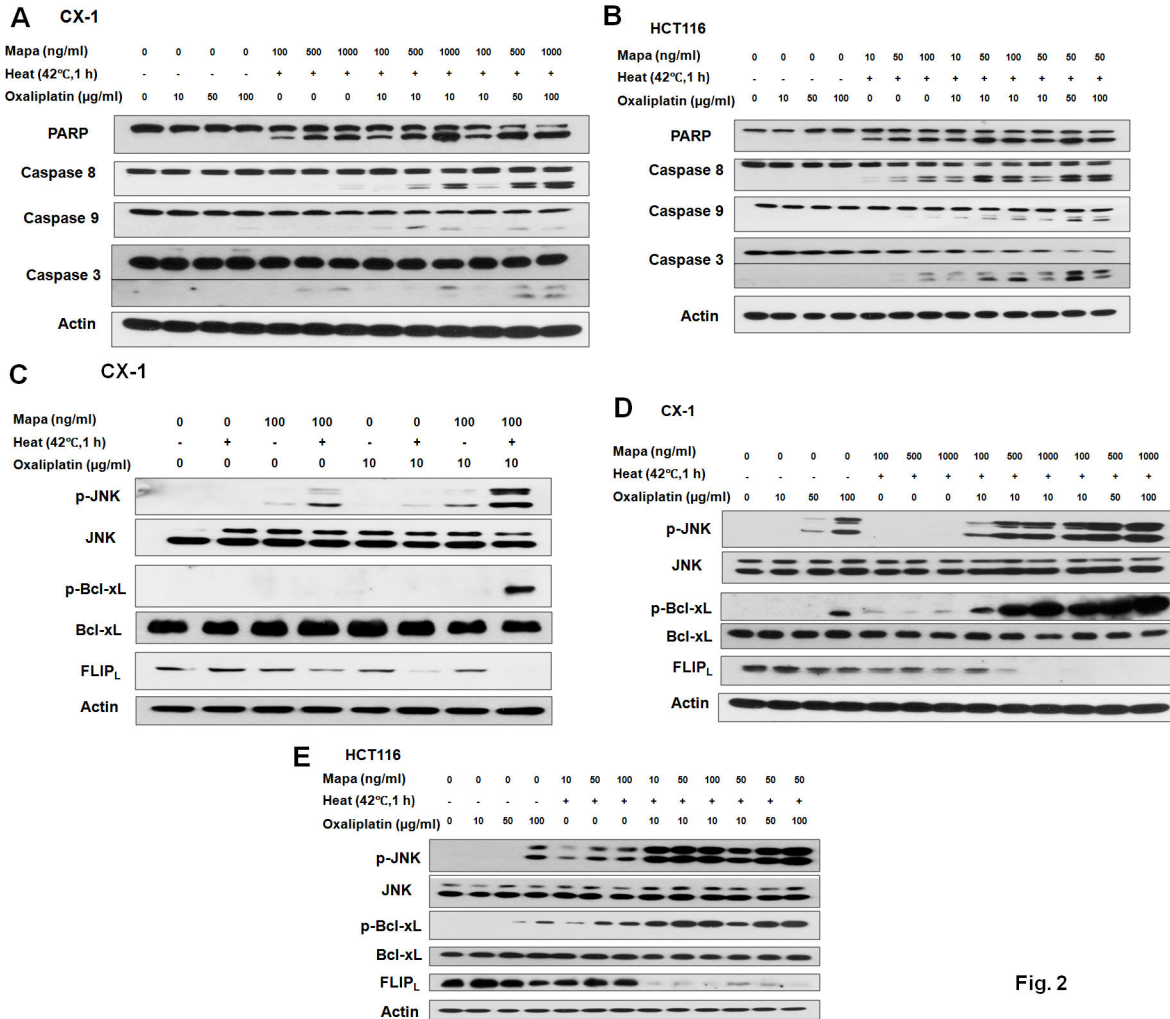 A CX-1
Mapa (ng/ml) 0 0 0 0 100 500 1000 100 500 1000 100 500 1000
Heat (42℃,1 h) - - - - + + + + + + + + +
Oxaliplatin (µg/ml) 0 10 50 100 0 0 0 10 10 10 10 50 100
PARP
Caspase 8
Caspase 9
Caspase 3
Actin
B HCT116
Mapa (ng/ml) 0 0 0 0 10 50 100 10 50 100 50 50 50
Heat (42℃,1 h) - - - - + + + + + + + + +
Oxaliplatin (µg/ml) 0 10 50 100 0 0 0 10 10 10 10 50 100
PARP
Caspase 8
Caspase 9
Caspase 3
Actin
C CX-1
Mapa (ng/ml) 0 0 100 100 0 0 100 100
Heat (42℃,1 h) - + - + - + - +
Oxaliplatin (µg/ml) 0 0 0 0 10 10 10 10
p-JNK
JNK
p-Bcl-xL
Bcl-xL
FLIPL
Actin
D CX-1
Mapa (ng/ml) 0 0 0 0 100 500 1000 100 500 1000 100 500 1000
Heat (42℃,1 h) - - - - + + + + + + + + +
Oxaliplatin (µg/ml) 0 10 50 100 0 0 0 10 10 10 10 50 100
p-JNK
JNK
p-Bcl-xL
Bcl-xL
FLIPL
Actin
E HCT116
Mapa (ng/ml) 0 0 0 0 10 50 100 10 50 100 50 50 50
Heat (42℃,1 h) - - - - + + + + + + + + +
Oxaliplatin (µg/ml) 0 10 50 100 0 0 0 10 10 10 10 50 100
p-JNK
JNK
p-Bcl-xL
Bcl-xL
FLIPL
Actin
Fig. 2